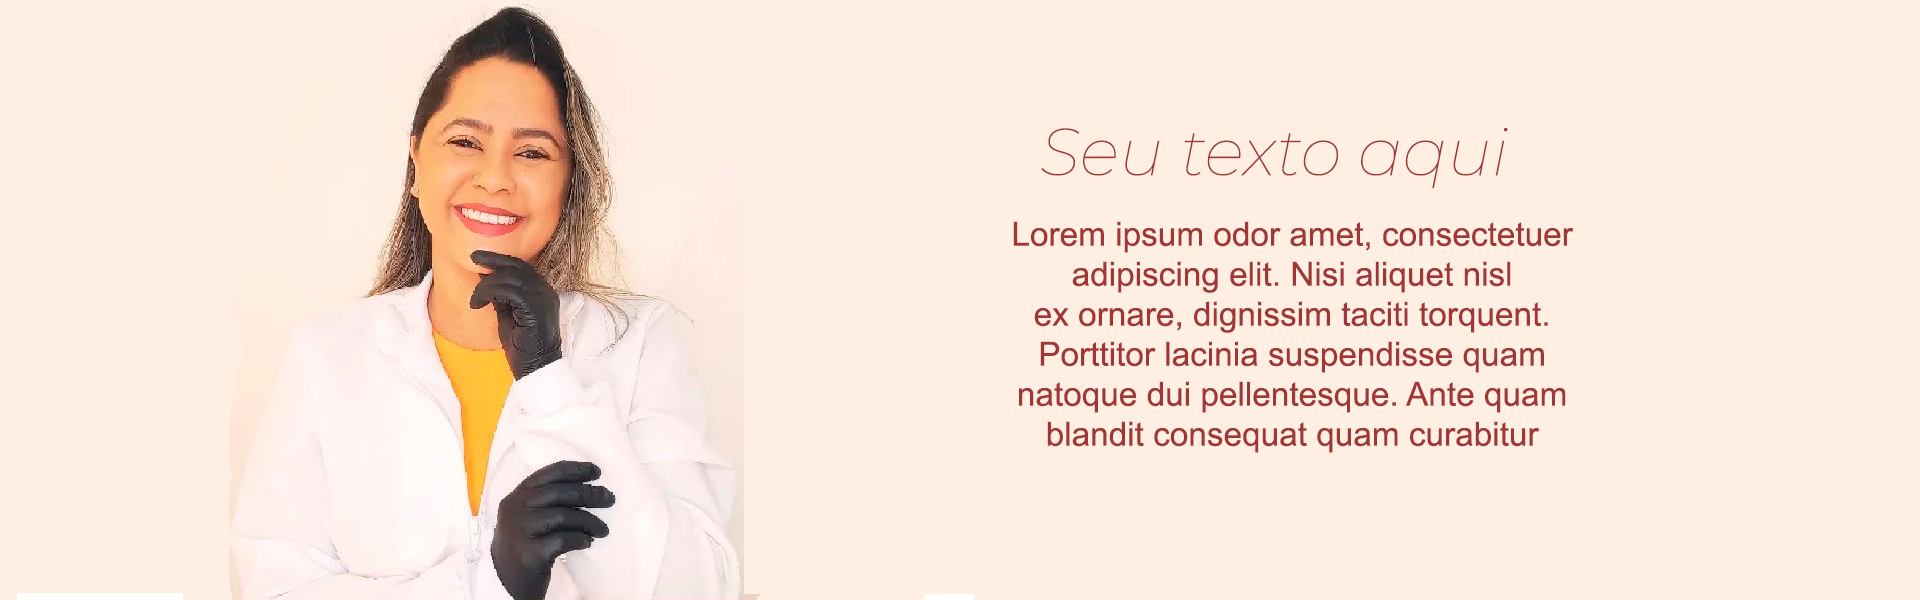 Seu texto aqui
Lorem ipsum odor amet, consectetuer
adipiscing elit. Nisi aliquet nisl
ex ornare, dignissim taciti torquent.
Porttitor lacinia suspendisse quam
natoque dui pellentesque. Ante quam
blandit consequat quam curabitur